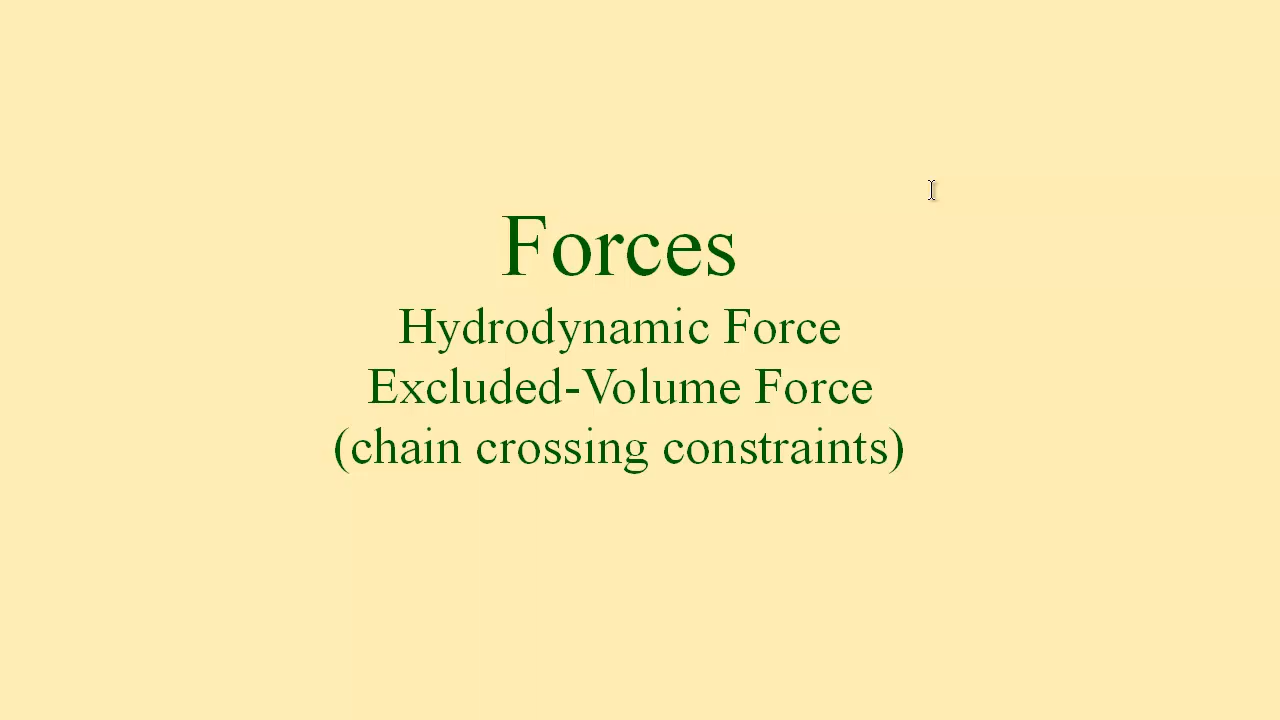 Forces
Hydrodynamic Force
Excluded-Volume Force
(chain crossing constraints)